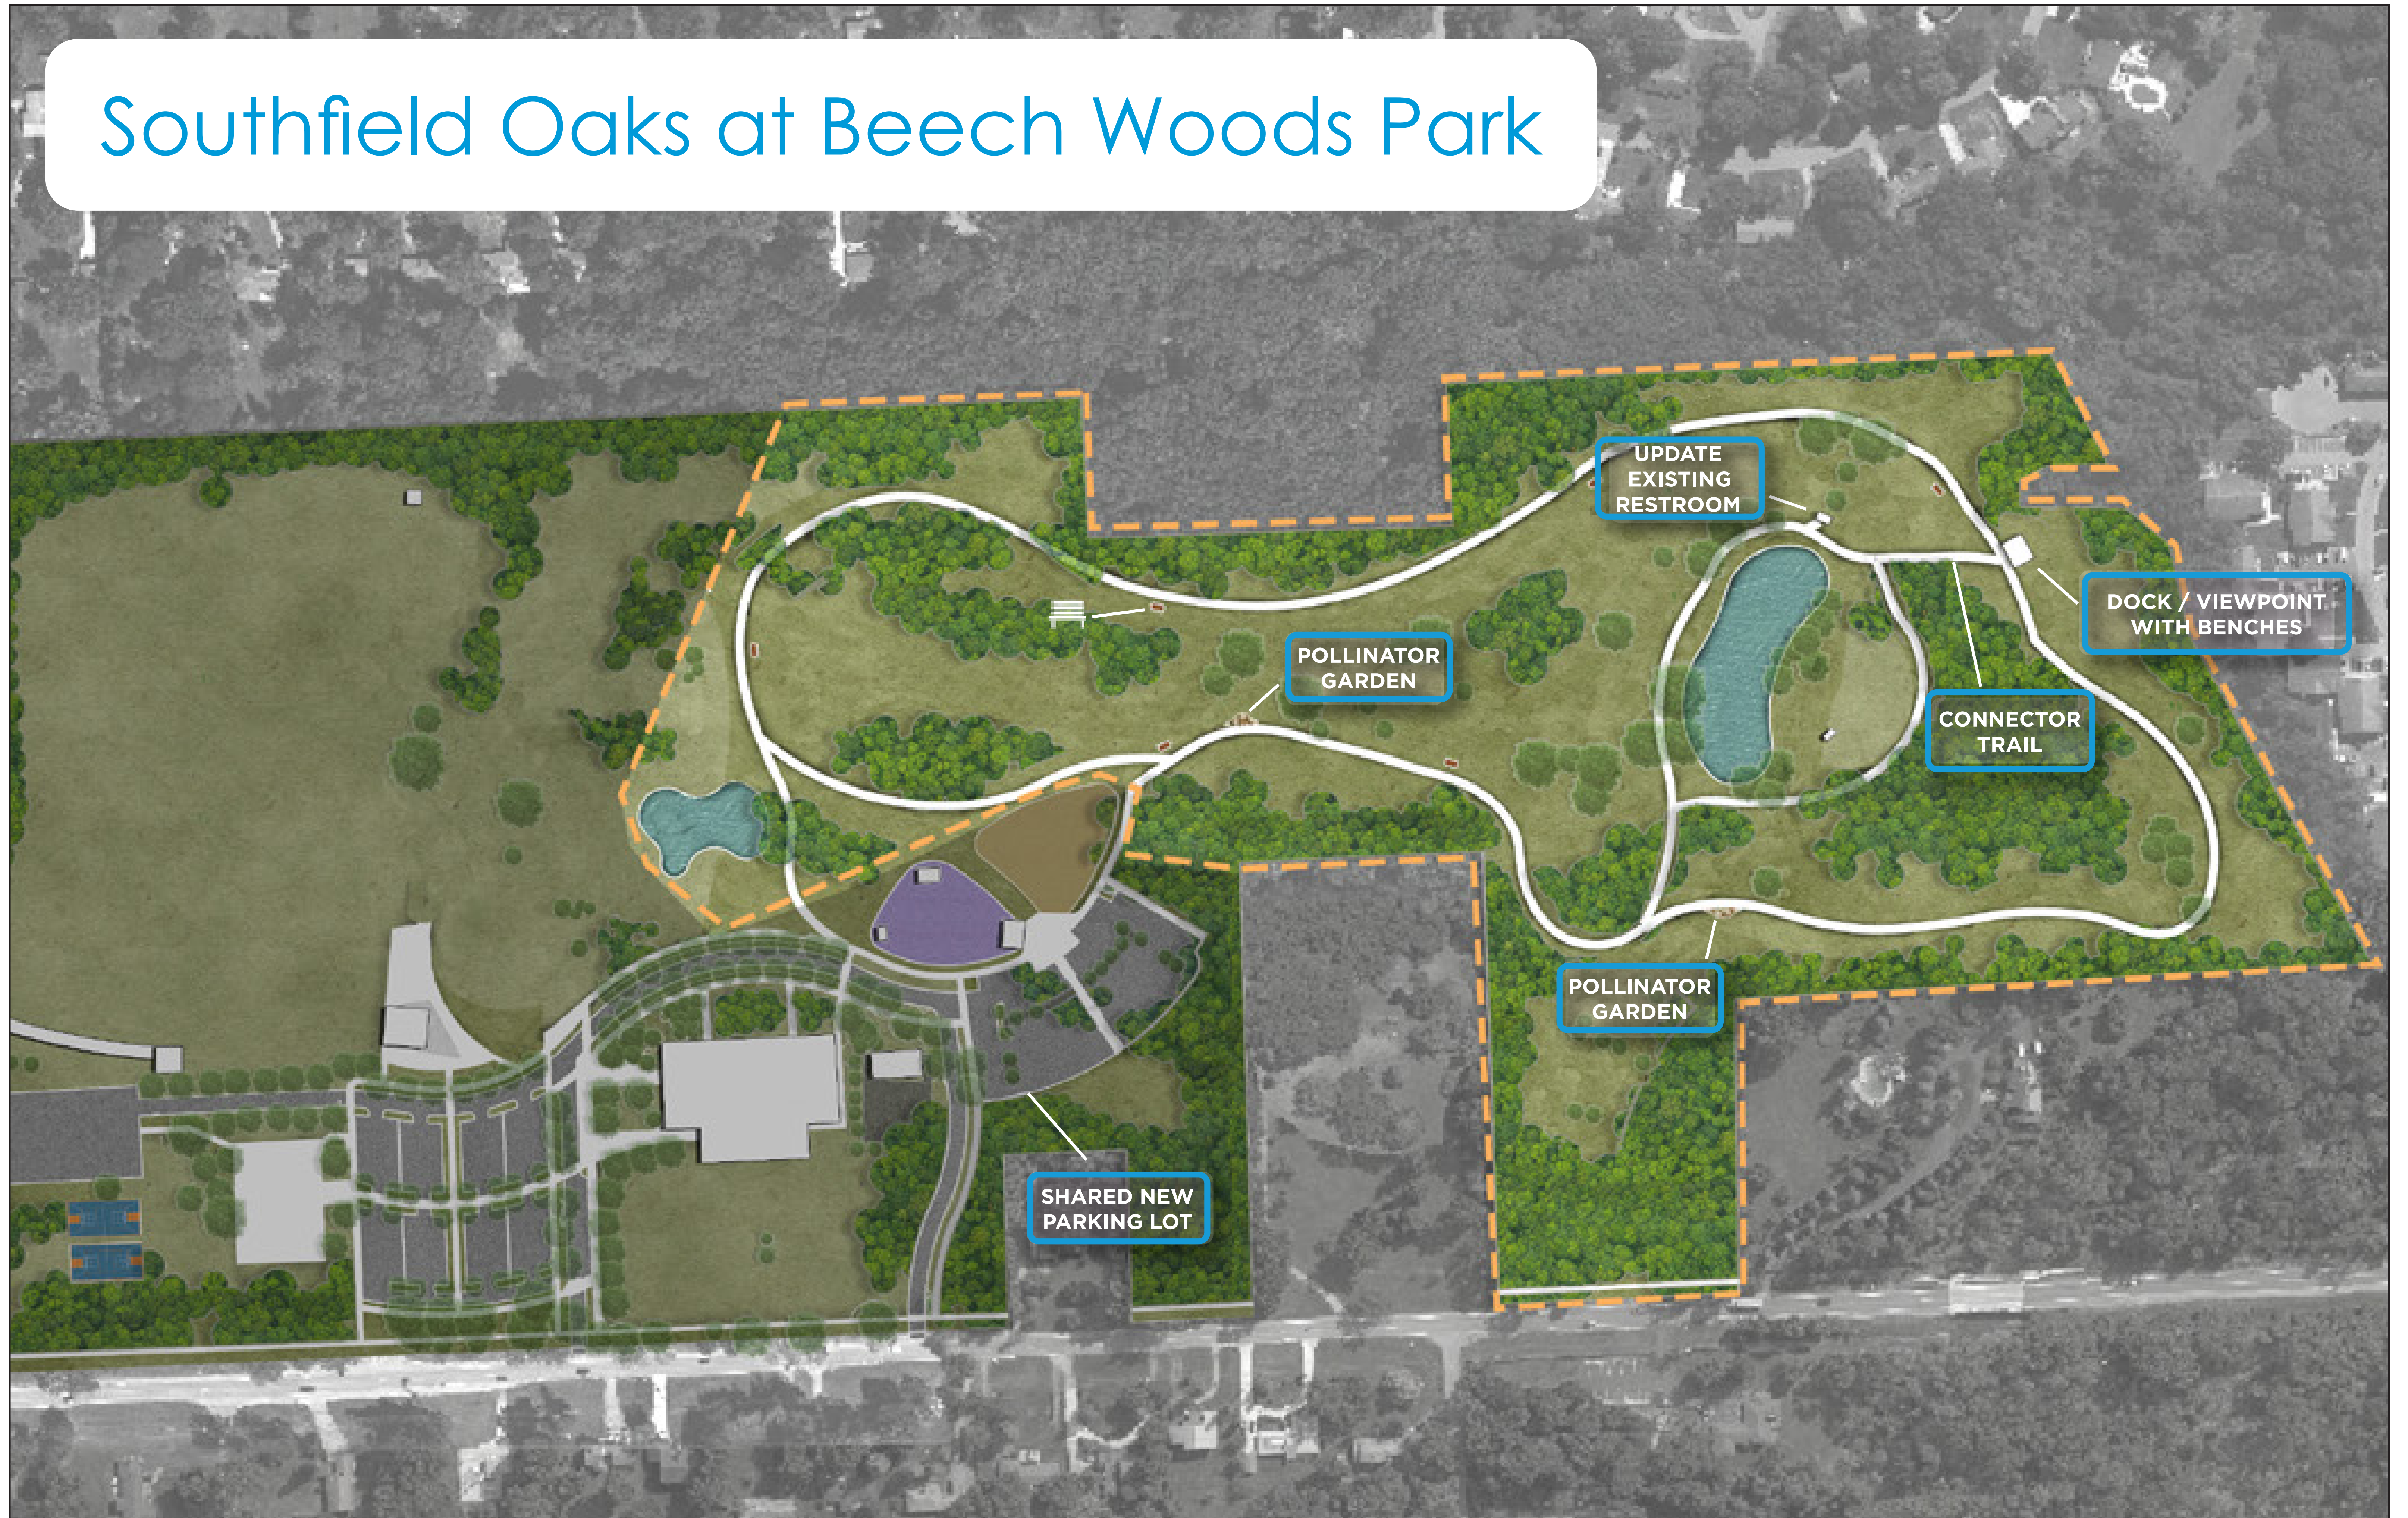 Southfield Oaks at Beech Woods Park
UPDATE
EXISTING
RESTROOM
DOCK / VIEWPOINT
WITH BENCHES
POLLINATOR
GARDEN
CONNECTOR
TRAIL
POLLINATOR
GARDEN
SHARED NEW
PARKING LOT